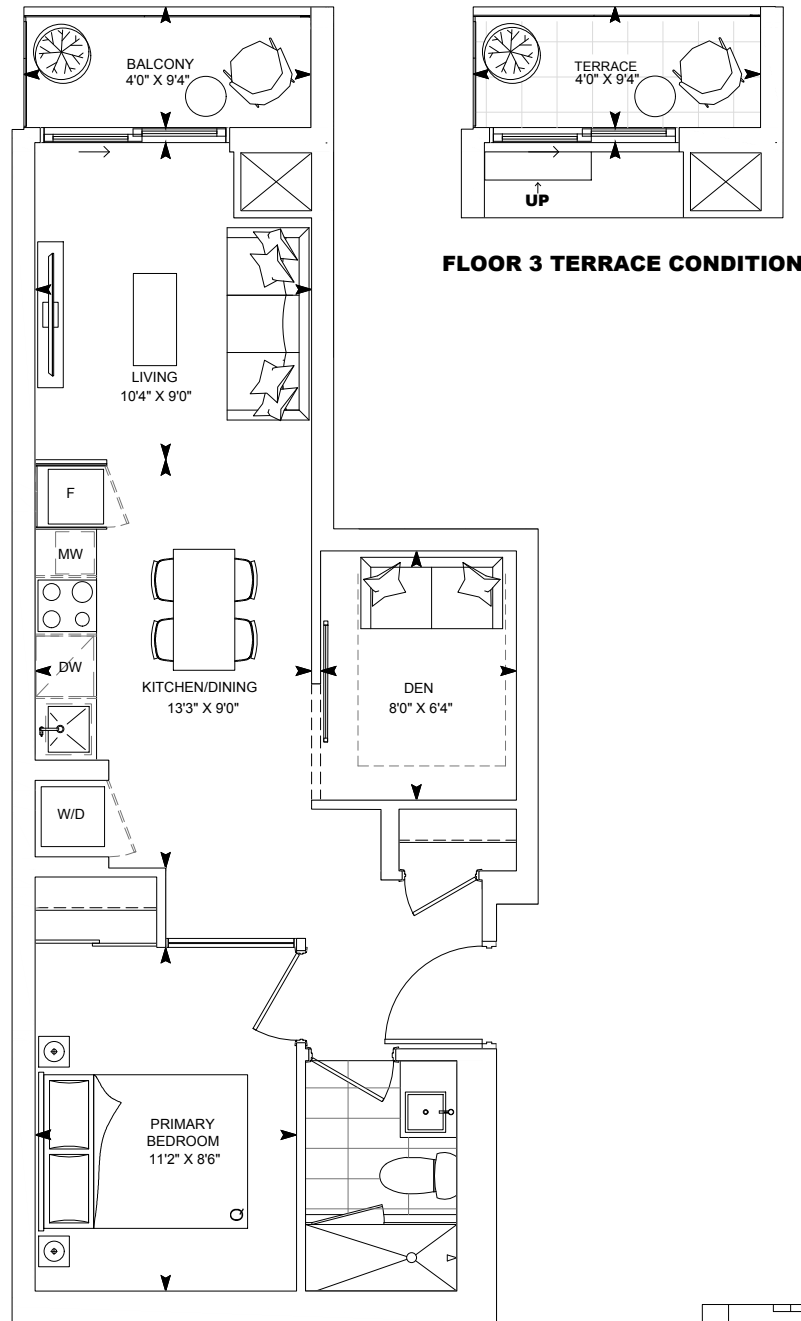 BALCONY
4'0" X 9'4"
TERRACE
4'0" X 9'4"
UP
FLOOR 3 TERRACE CONDITION
LIVING
10'4" X 9'0"
F
MW
DW
KITCHEN/DINING
13'3" X 9'0"
DEN
8'0" X 6'4"
W/D
PRIMARY
BEDROOM
11'2" X 8'6"
Q